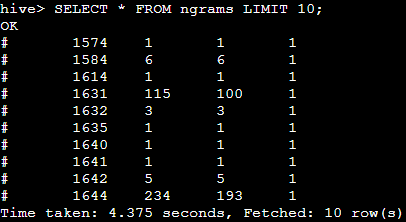 hive> SELECT * FROM ngrams LIMIT 10;
OK
# 1574 1 1 1
# 1584 6 6 1
# 1614 1 1 1
# 1631 115 100 1
# 1632 3 3 1
# 1635 1 1 1
# 1640 1 1 1
# 1641 1 1 1
# 1642 5 5 1
# 1644 234 193 1
Time taken: 4.375 seconds, Fetched: 10 row(s)